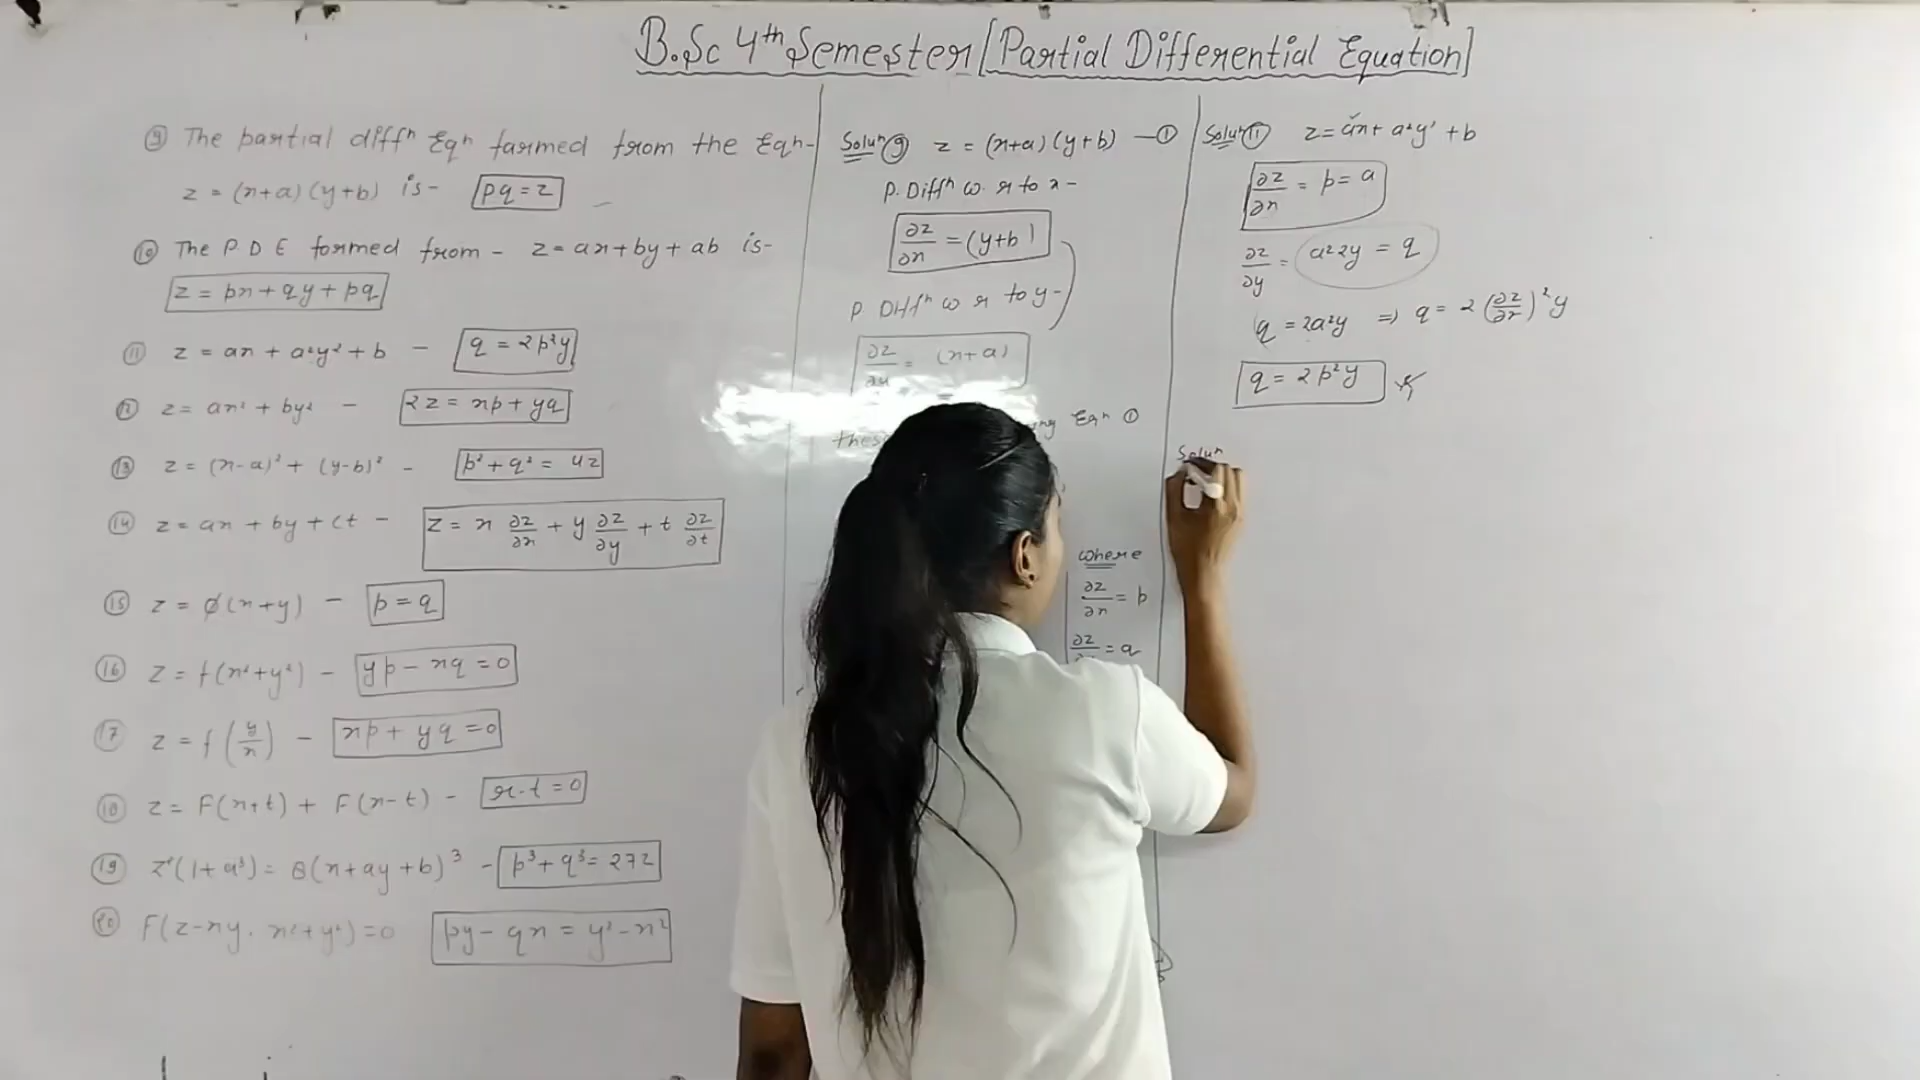 B.Sc 4th Semester [Partial Differential Equation]
⑨ The partial diffn Eqn farmed from the Eqn-
z = (x+a)(y+b) is- pq = z
⑩ The P D E formed from - z = ax+by+ab is-
z = px+qy+pq
⑪ z = ax + a²y² + b - q = 2p²y
⑫ z = ax² + by² - 2z = xp+yq
⑬ z = (x-a)² + (y-b)² - p²+q² = 4z
⑭ z = ax + by + ct - z = x ∂z/∂x + y ∂z/∂y + t ∂z/∂t
⑮ z = ø(x+y) - p = q
⑯ z = f(x²+y²) - yp - xq = 0
⑰ z = f(y/x) - xp + yq = 0
⑱ z = F(x+t) + F(x-t) - r-t = 0
⑲ z²(1+a³) = 8(x+ay+b)³ - p³+q³ = 27z
⑳ F(z-xy. x²+y²) = 0 py - qx = y² - x²
Solun ⑨ z = (x+a)(y+b) —①
P. Diffn w. r to x -
∂z/∂x = (y+b)
P. Diffn w r to y -
∂z/∂y = (x+a)
Eqn ①
where
∂z/∂x = p
= q
Solun ⑪ z = ax + a²y² + b
∂z/∂x = p = a
∂z/∂y = a²2y = q
q = 2a²y ⇒ q = 2(∂z/∂x)²y
q = 2p²y
Solun